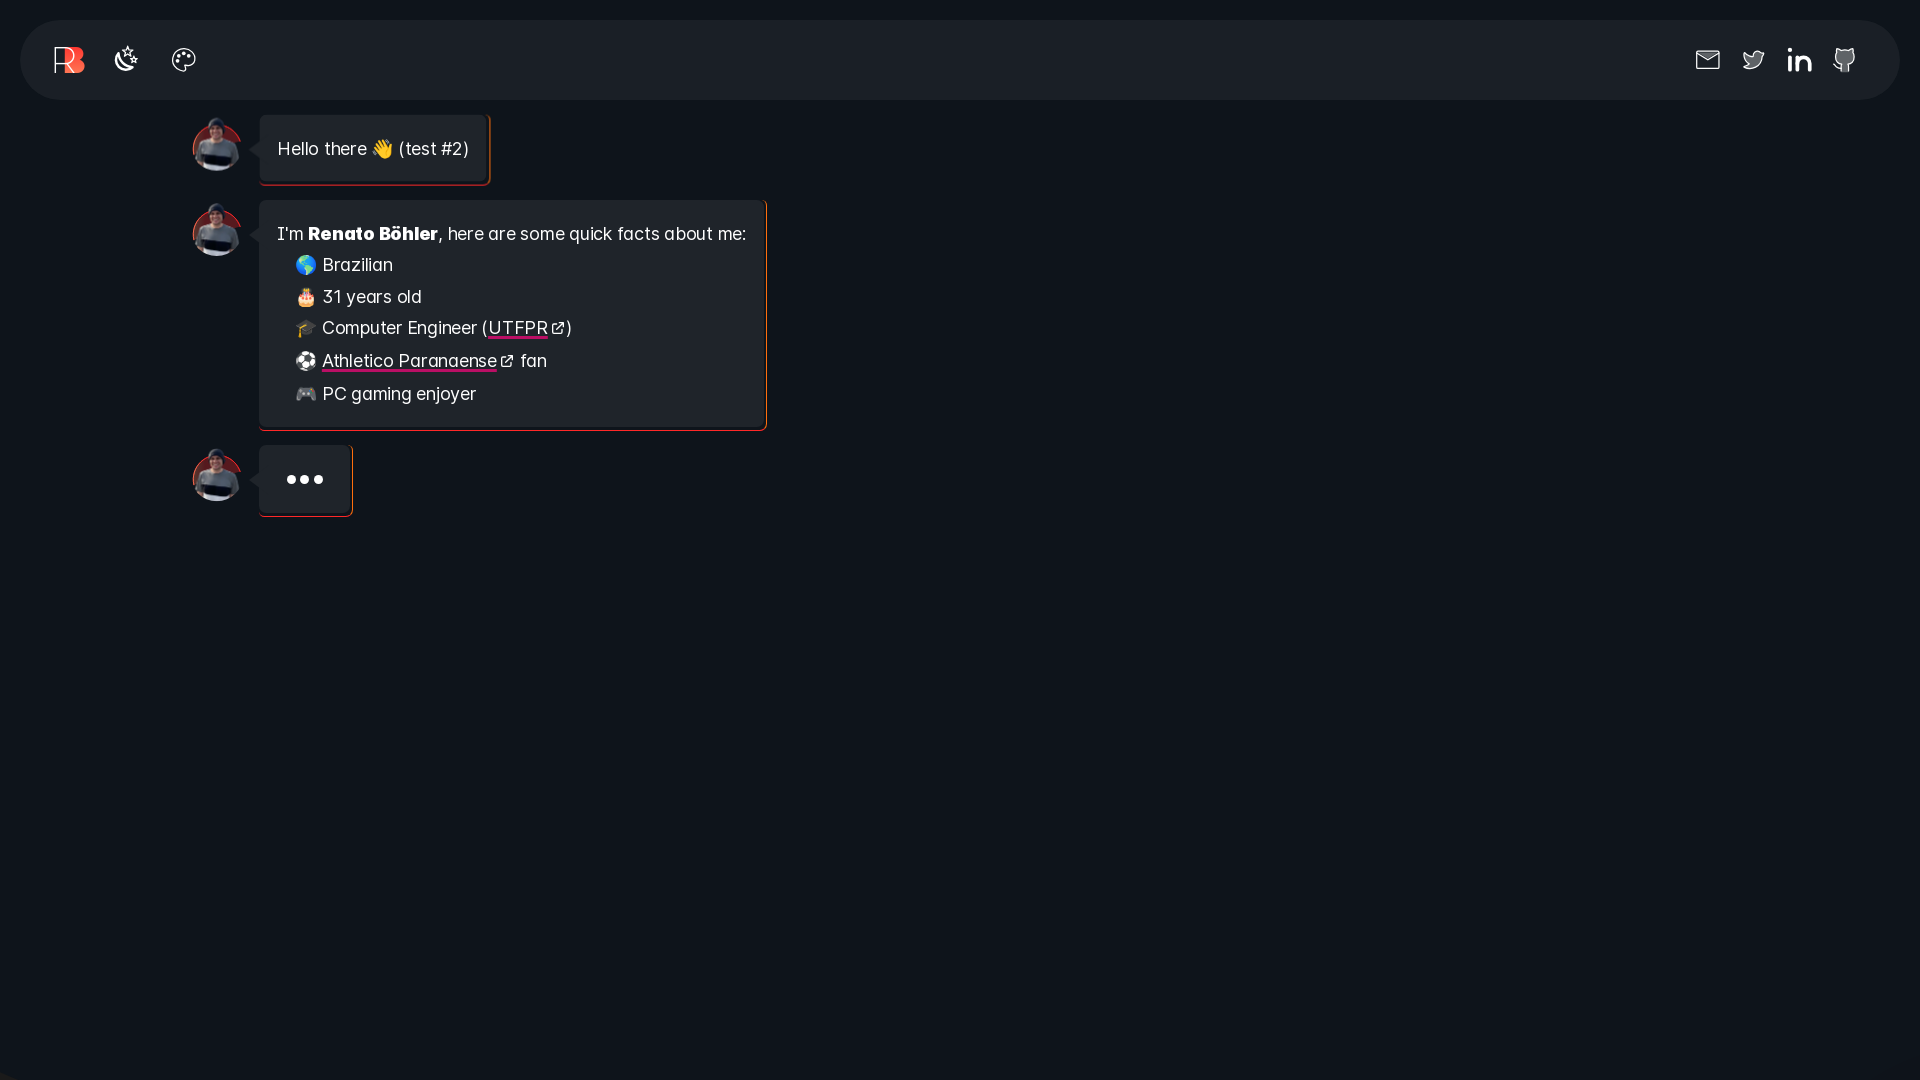 RB
Hello there 👋 (test #2)
I'm Renato Böhler, here are some quick facts about me:
🌎 Brazilian
🎂 31 years old
🎓 Computer Engineer (UTFPR)
⚽ Athletico Paranaense fan
🎮 PC gaming enjoyer